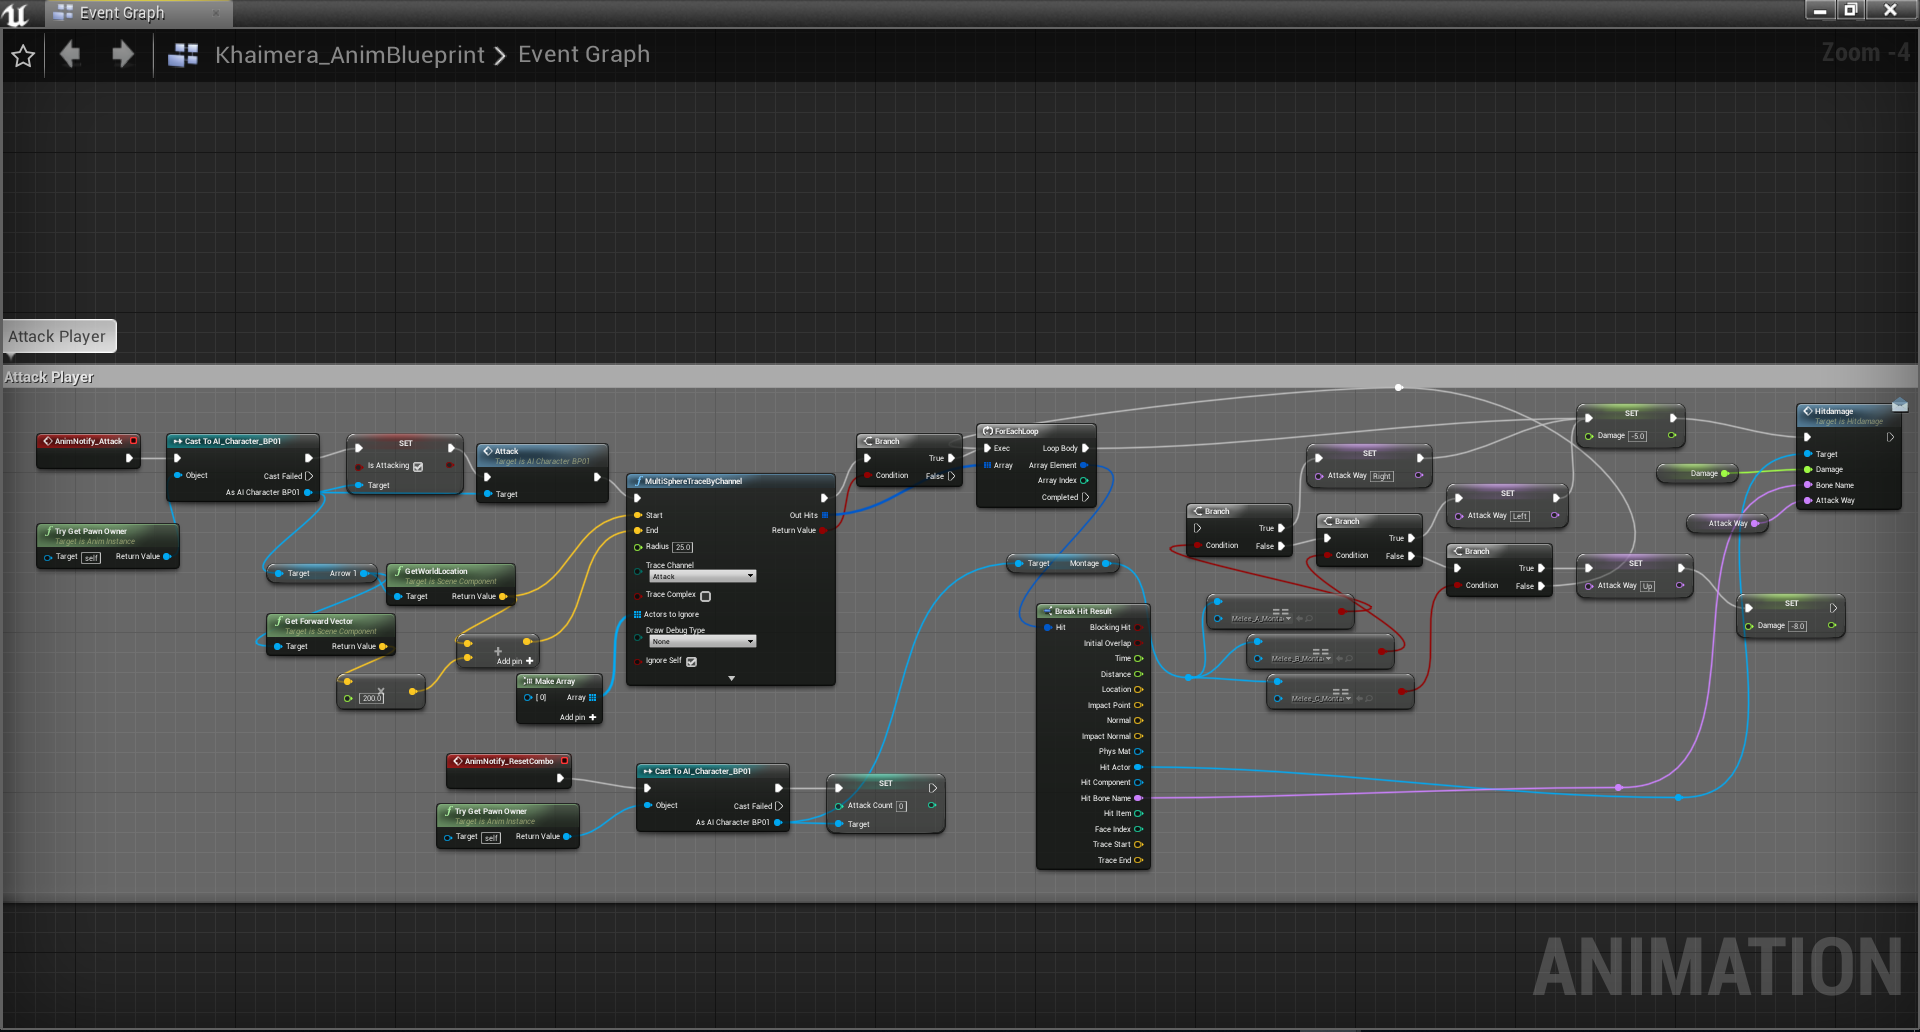 Event Graph
Khaimera_AnimBlueprint > Event Graph
Zoom -4
Attack Player
Attack Player
AnimNotify_Attack
Cast To AI_Character_BP01
Object
Cast Failed
As AI Character BP01
Try Get Pawn Owner
Target is Anim Instance
Target self
Return Value
SET
Is Attacking
Target
Attack
Target is AI Character BP01
Target
Target Arrow 1
GetWorldLocation
Target is Scene Component
Target Return Value
Get Forward Vector
Target is Scene Component
Target Return Value
200.0
Add pin
Make Array
[0] Array
Add pin
MultiSphereTraceByChannel
Start
Out Hits
End
Return Value
Radius 25.0
Trace Channel
Attack
Trace Complex
Actors to Ignore
Draw Debug Type
None
Ignore Self
Branch
True
Condition False
ForEachLoop
Exec Loop Body
Array Array Element
Array Index
Completed
Target Montage
Break Hit Result
Hit Blocking Hit
Initial Overlap
Time
Distance
Location
Impact Point
Normal
Impact Normal
Phys Mat
Hit Actor
Hit Component
Hit Bone Name
Hit Item
Face Index
Trace Start
Trace End
Branch
True
Condition False
Branch
True
Condition False
Branch
True
Condition False
SET
Attack Way Right
SET
Attack Way Left
SET
Attack Way Up
==
Melee_A_Monta
==
Melee_B_Monta
==
Melee_C_Monta
SET
Damage -5.0
Damage
Attack Way
SET
Damage -8.0
Hitdamage
Target is Hitdamage
Target
Damage
Bone Name
Attack Way
AnimNotify_ResetCombo
Try Get Pawn Owner
Target is Anim Instance
Target self Return Value
Cast To AI_Character_BP01
Object Cast Failed
As AI Character BP01
SET
Attack Count 0
Target
ANIMATION